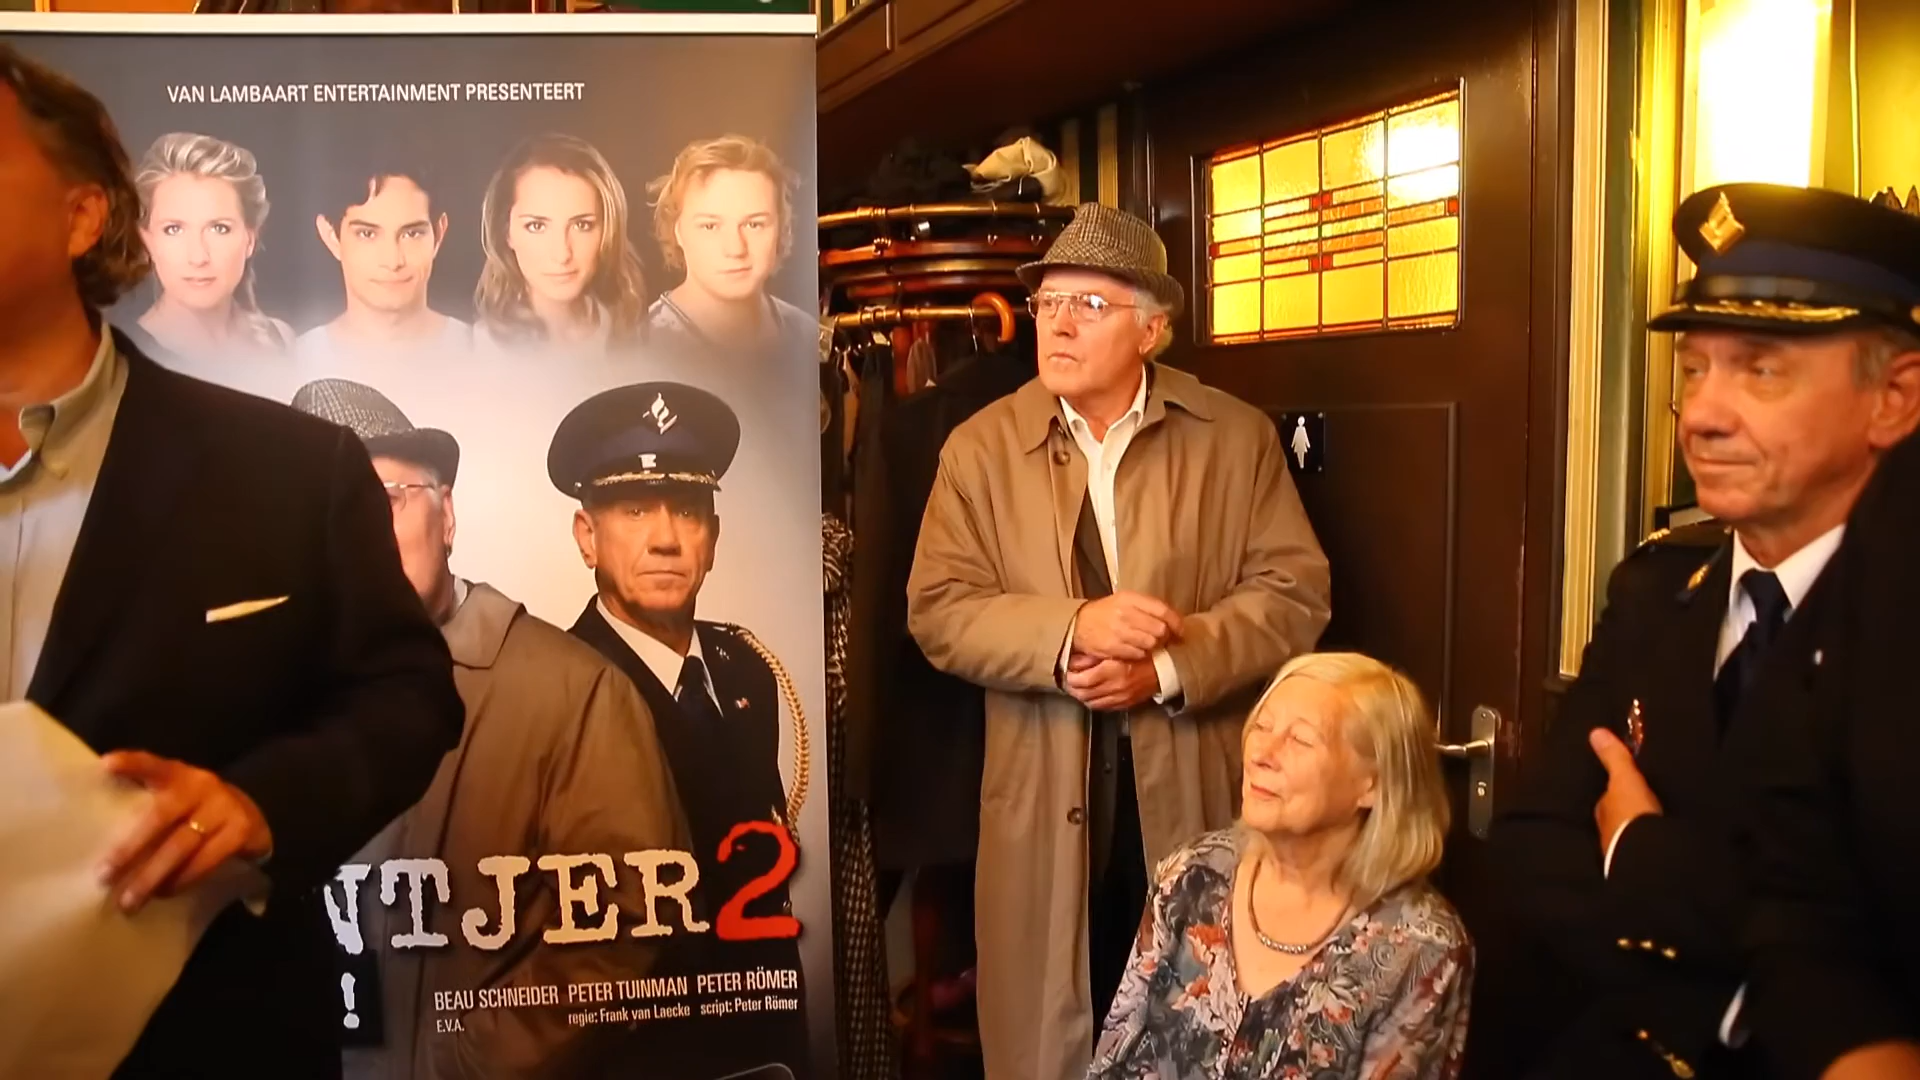 VAN LAMBAART ENTERTAINMENT PRESENTEERT
NTJER2
!
BEAU SCHNEIDER PETER TUINMAN PETER RÖMER
E.V.A. regie: Frank van Laecke script: Peter Römer